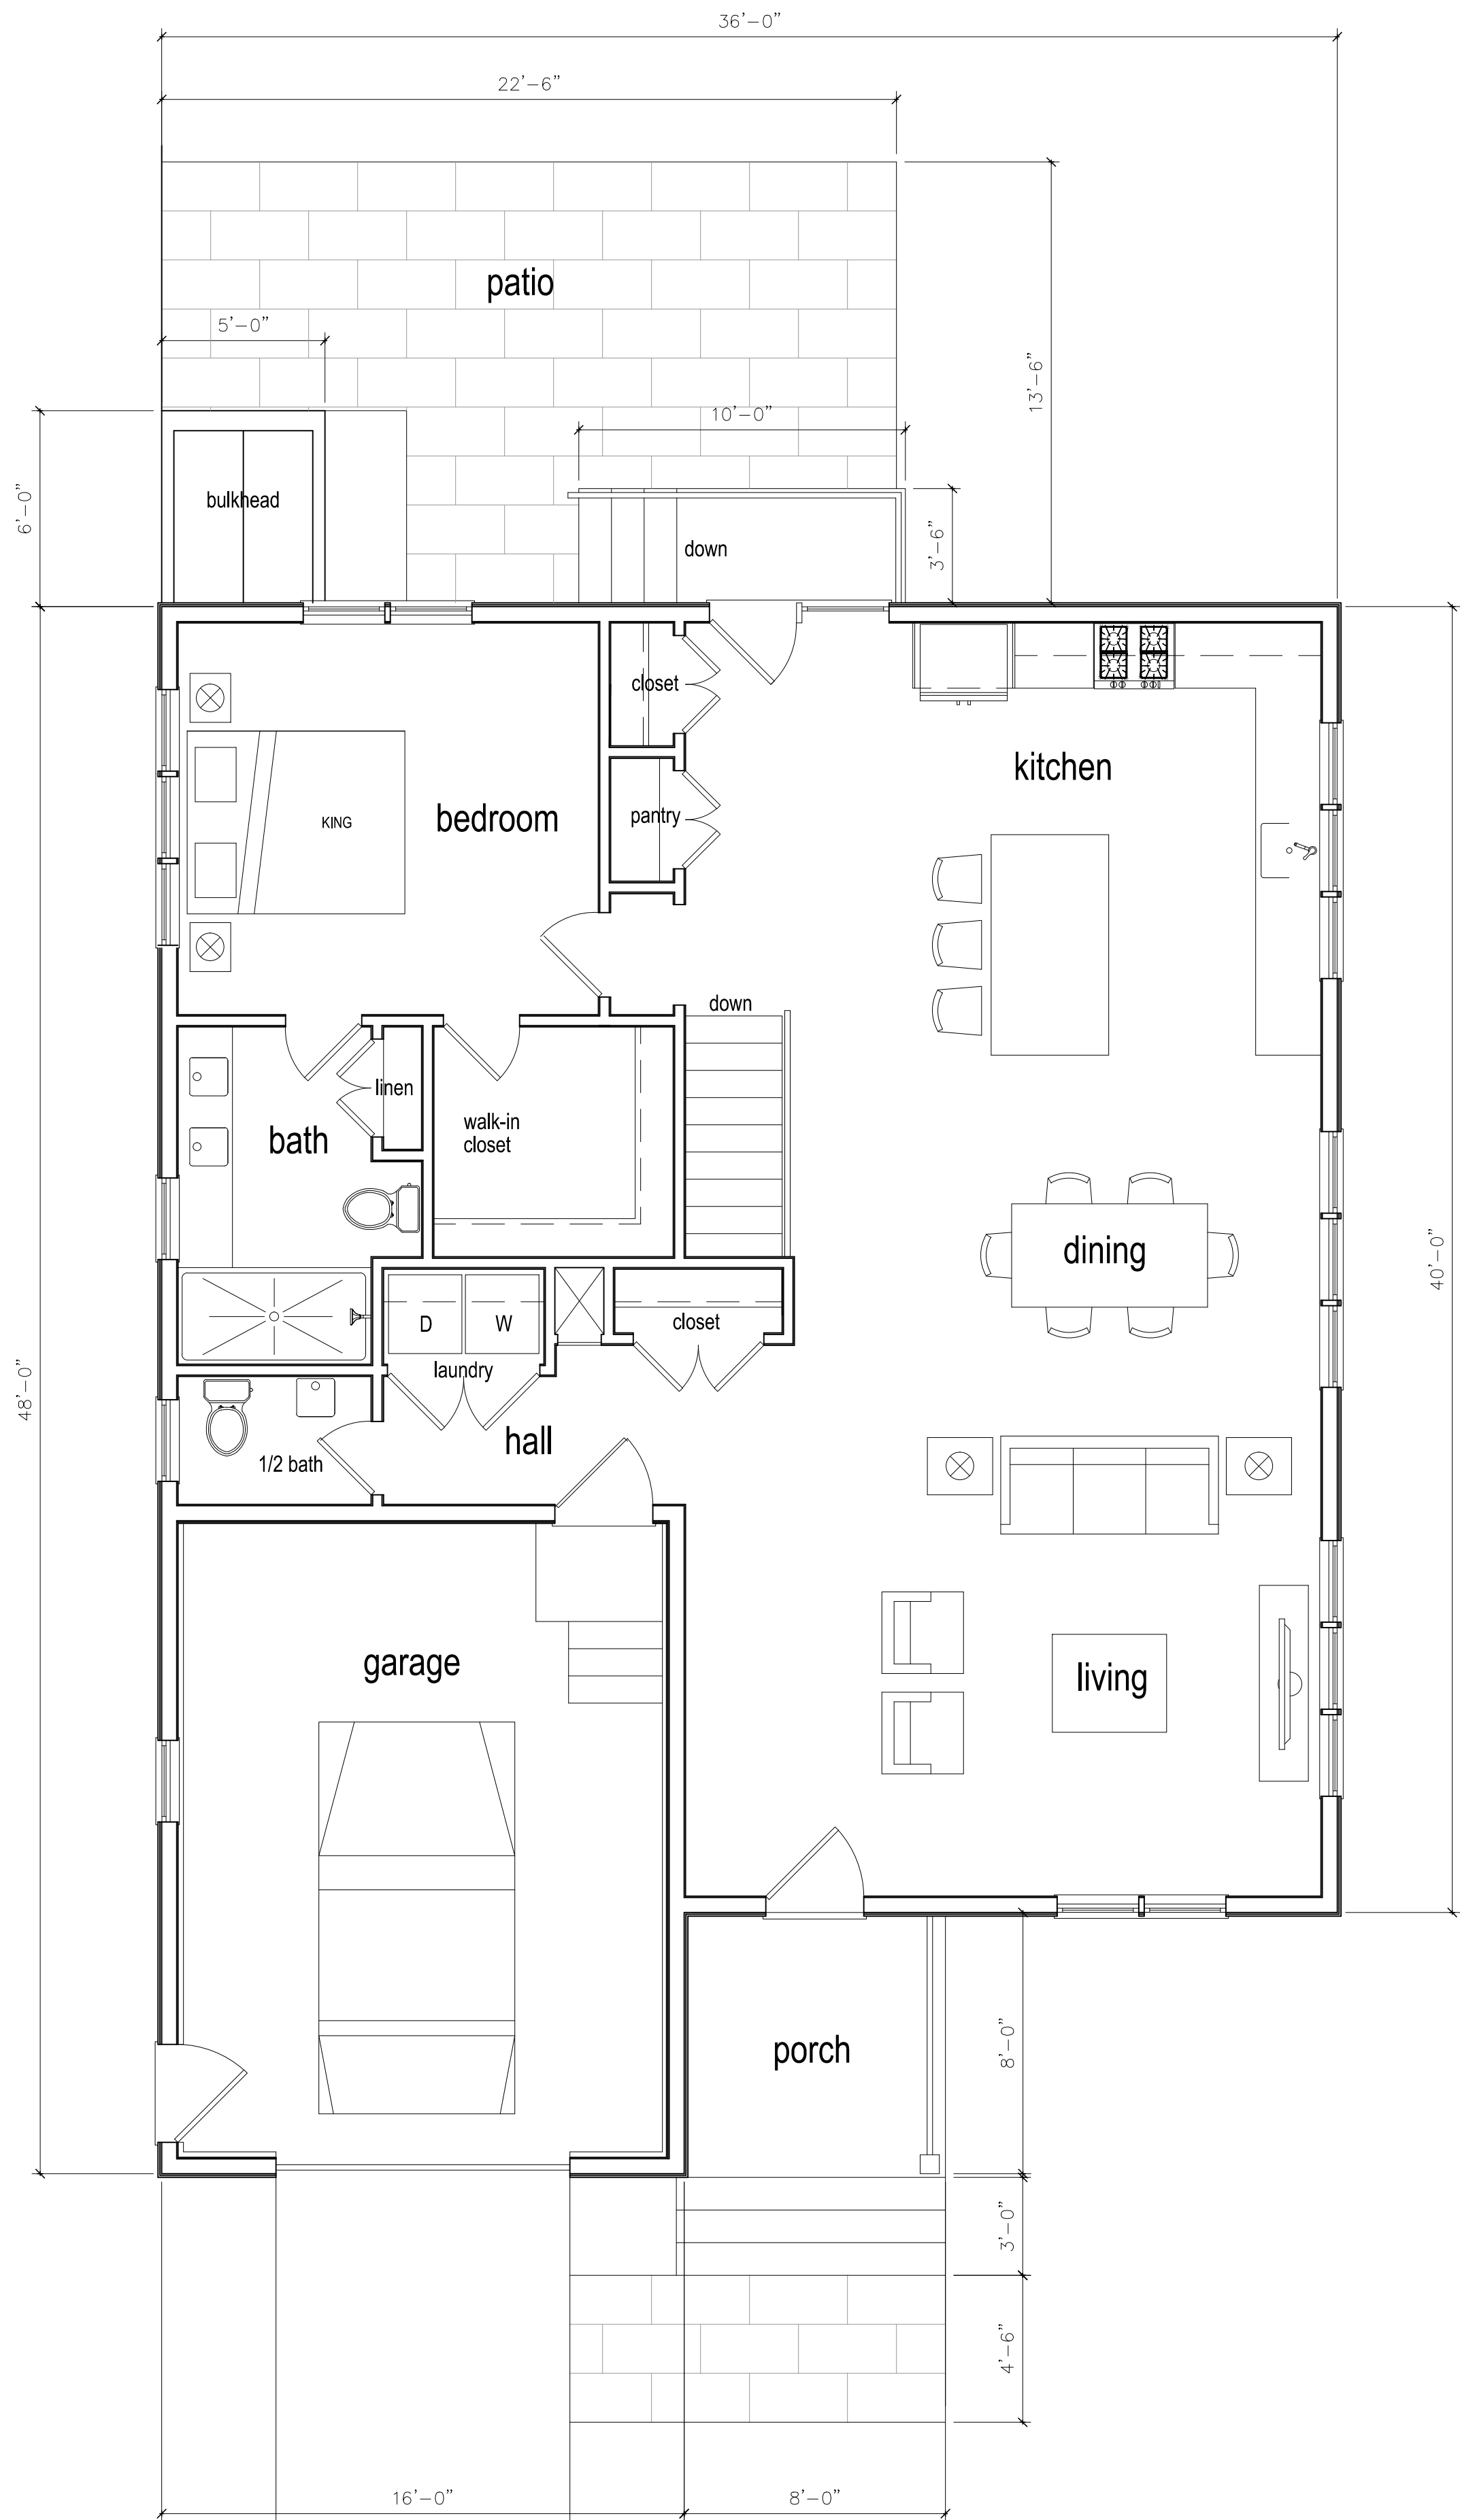 36'-0"
22'-6"
patio
5'-0"
13'-6"
10'-0"
6'-0"
bulkhead
down
3'-6"
closet
kitchen
pantry
bedroom
KING
down
linen
walk-in
closet
bath
dining
40'-0"
D
W
closet
laundry
48'-0"
hall
1/2 bath
garage
living
porch
8'-0"
3'-0"
4'-6"
16'-0"
8'-0"